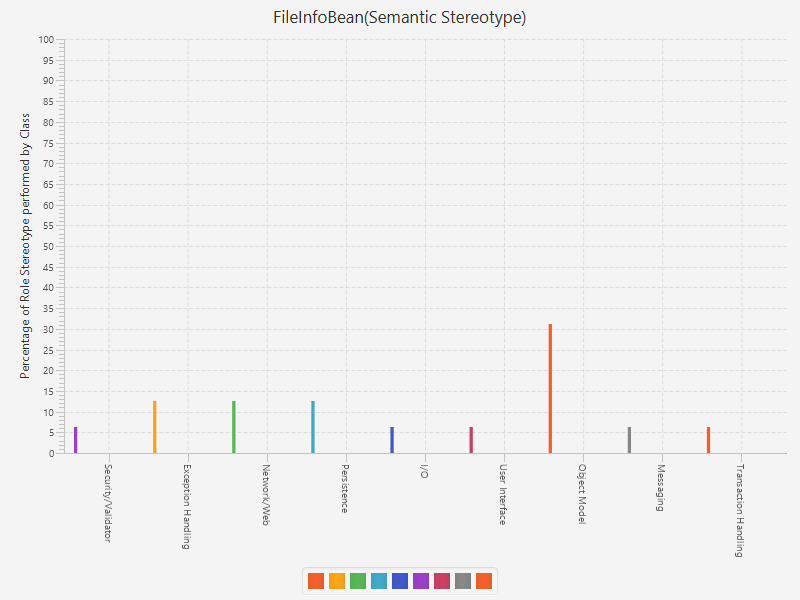 FileInfoBean(Semantic Stereotype)
Percentage of Role Stereotype performed by Class
100
95
90
85
80
75
70
65
60
55
50
45
40
35
30
25
20
15
10
5
0
Security/Validator
Exception Handling
Network/Web
Persistence
I/O
User Interface
Object Model
Messaging
Transaction Handling